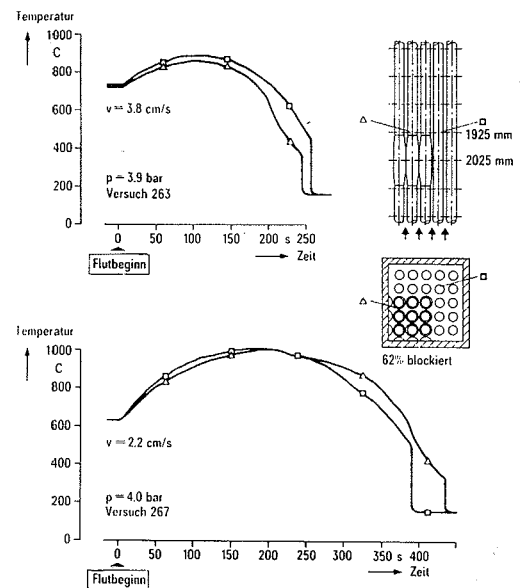 Temperatur
C
1000
800
600
400
200
0
v = 3.8 cm/s
p = 3.9 bar
Versuch 263
0 50 100 150 200 s 250
Flutbeginn
Zeit
△ □
1925 mm
2025 mm
△ □
62% blockiert
Temperatur
C
1000
800
600
400
200
0
v = 2.2 cm/s
p = 4.0 bar
Versuch 267
0 50 100 150 200 250 300 350 s 400
Flutbeginn
Zeit